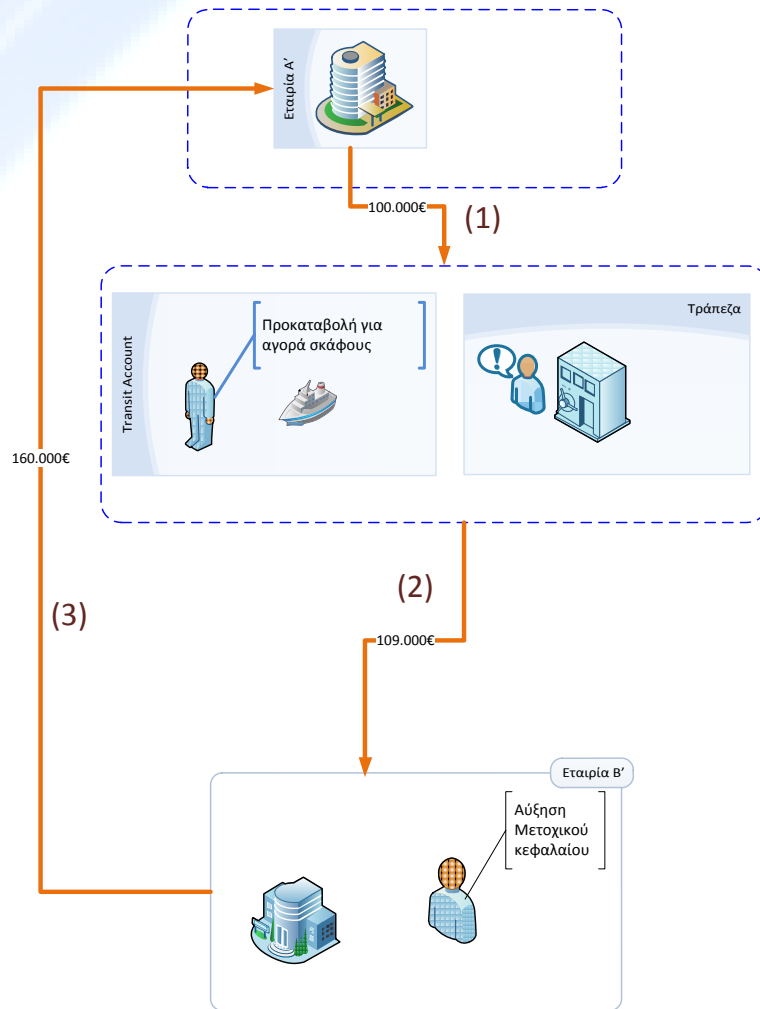 Εταιρία Α’
100.000€
(1)
Transit Account
Προκαταβολή για
αγορά σκάφους
Τράπεζα
160.000€
(2)
(3)
109.000€
Εταιρία Β’
Αύξηση
Μετοχικού
κεφαλαίου